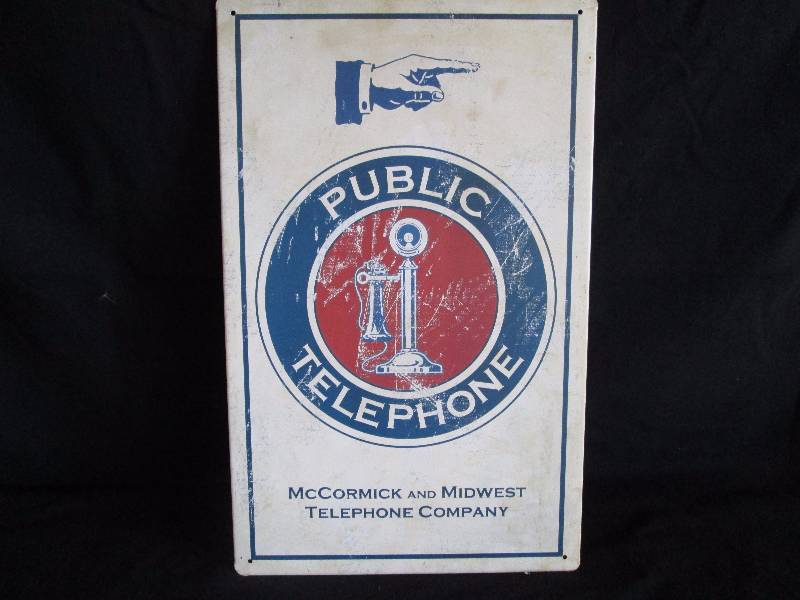 PUBLIC
TELEPHONE
McCormick and Midwest
Telephone Company